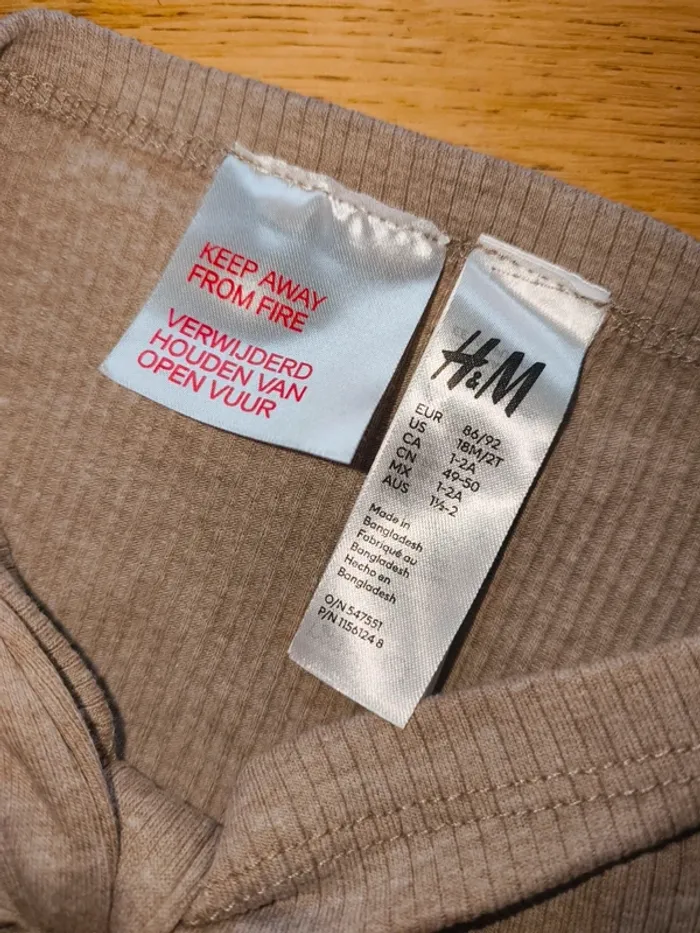 KEEP AWAY
FROM FIRE
VERWIJDERD
HOUDEN VAN
OPEN VUUR
H&M
EUR 86/92
US 18M/2T
CA 1-2A
CN 49-50
MX 1-2A
AUS 1½-2
Made in
Bangladesh
Fabriqué au
Bangladesh
Hecho en
Bangladesh
O/N 547551
P/N 1156124 8